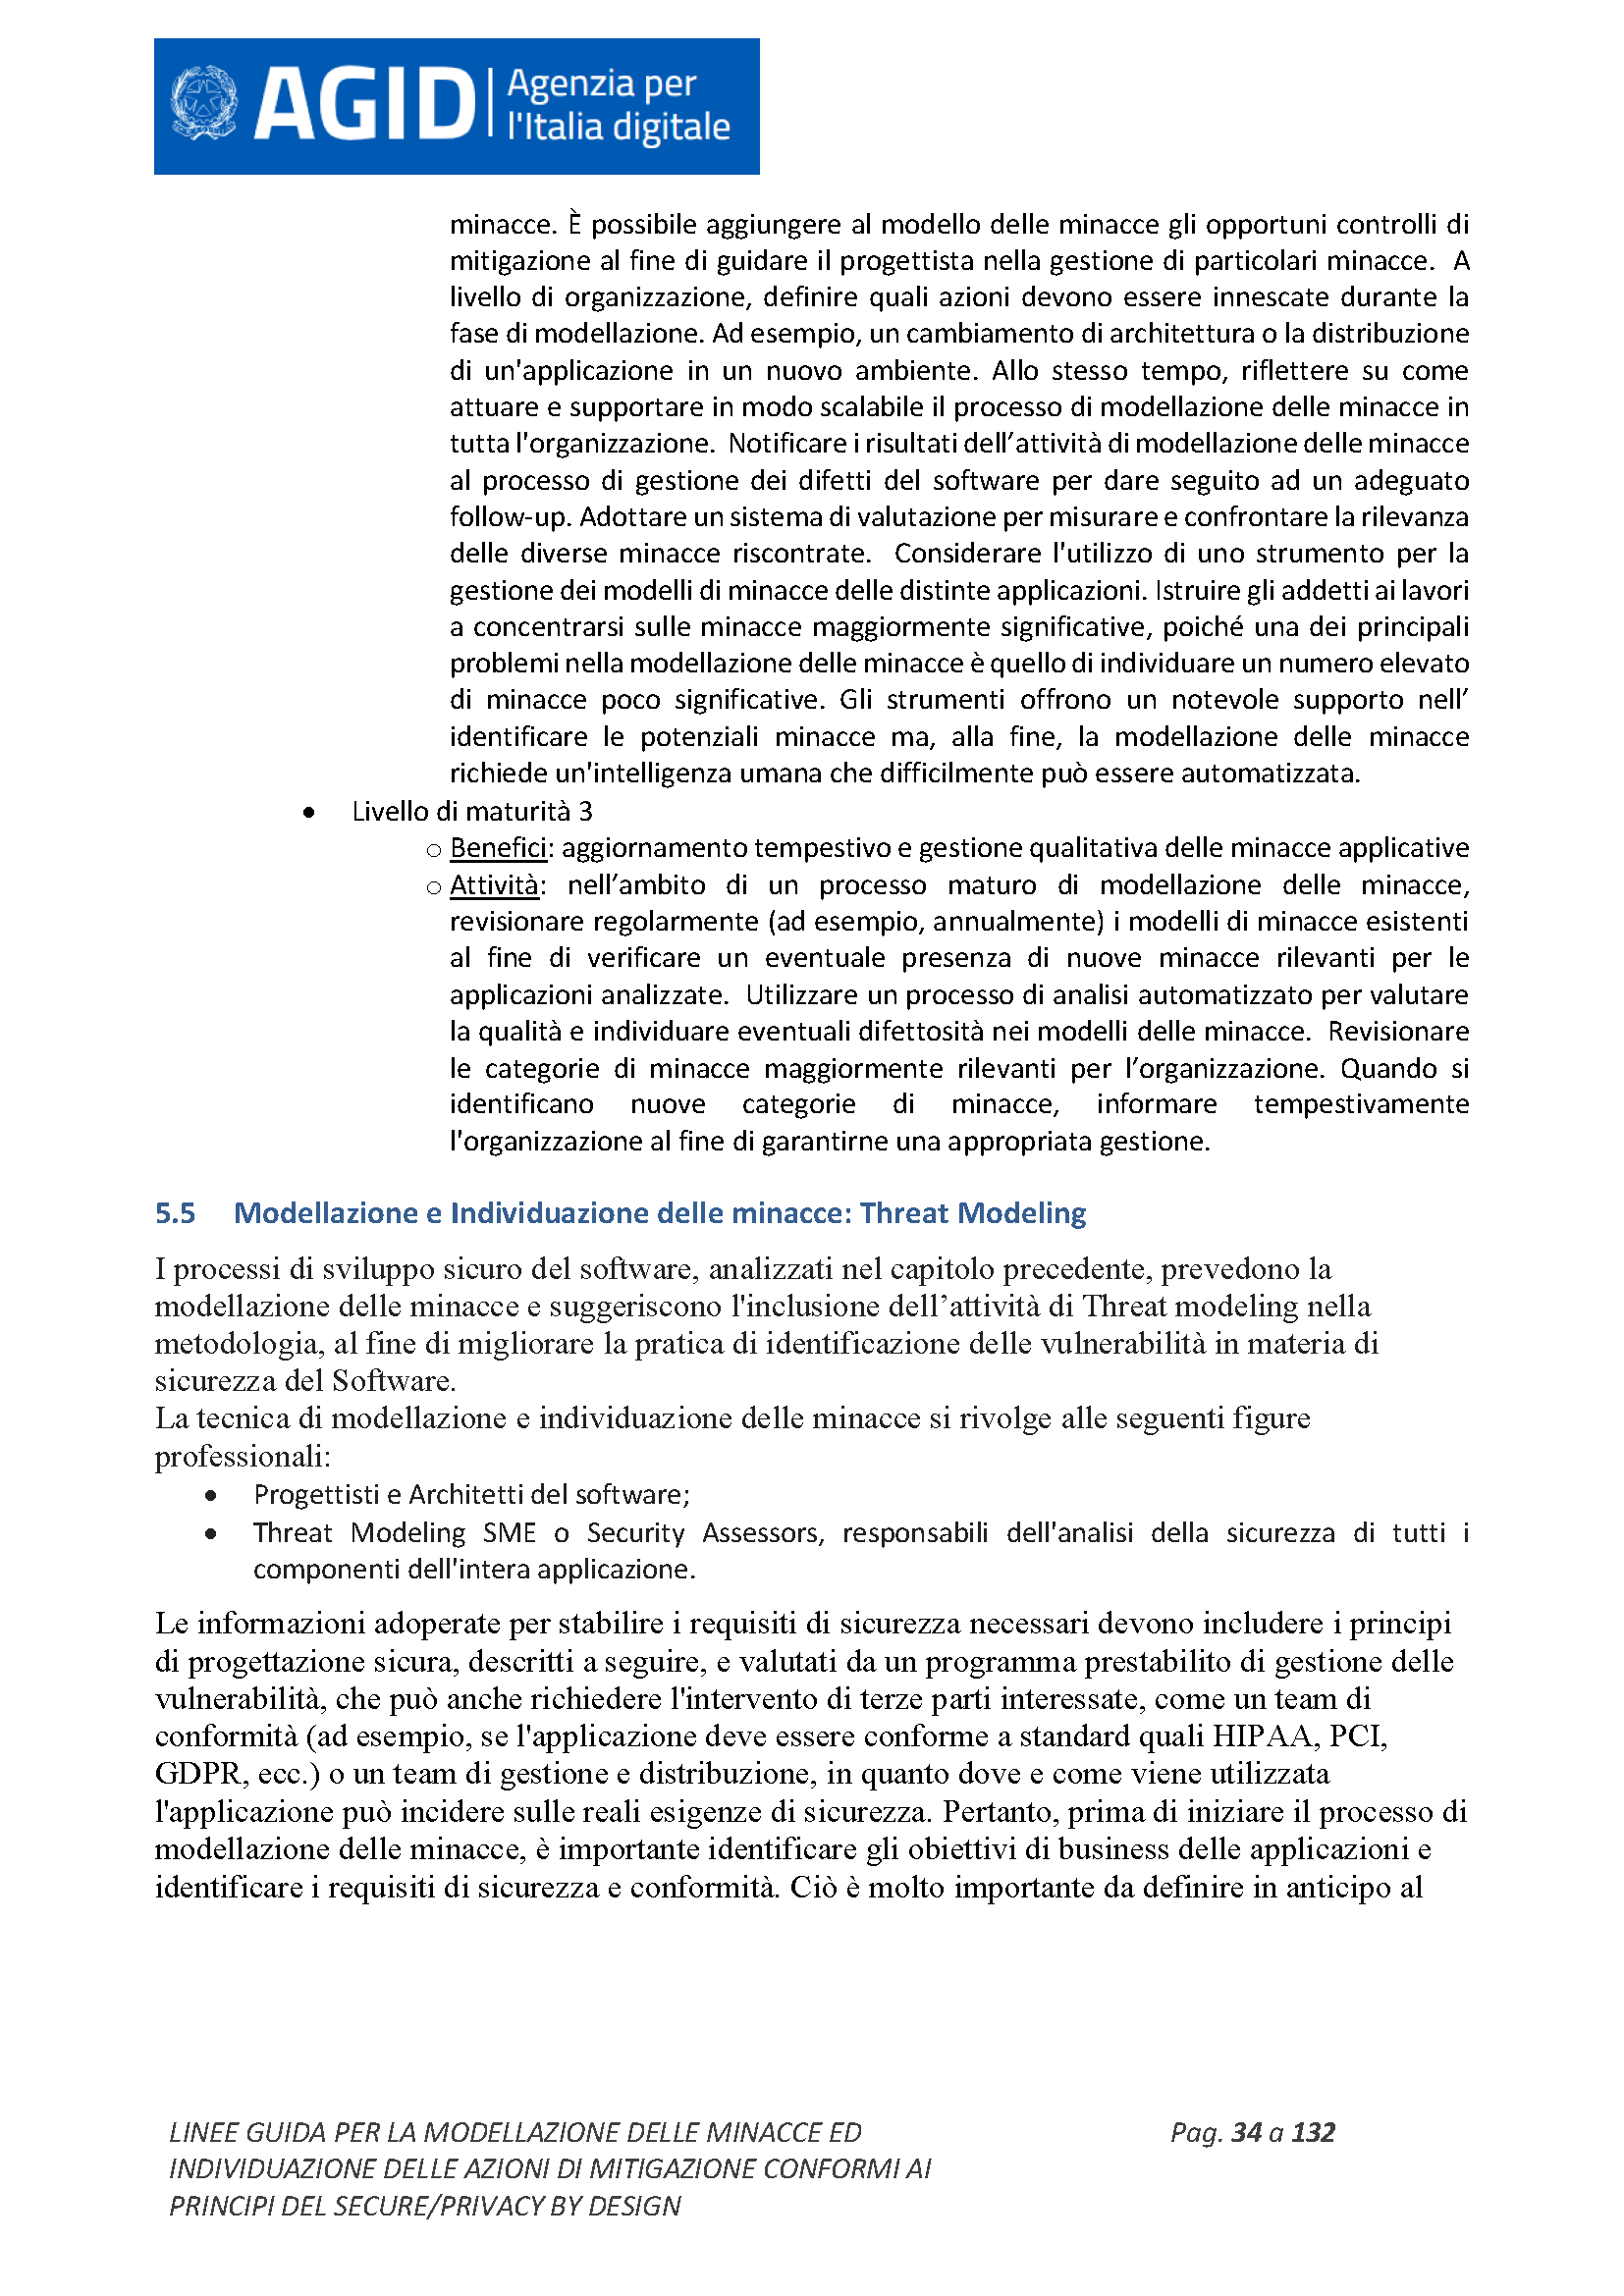 AGID
Agenzia per
l'Italia digitale
minacce. È possibile aggiungere al modello delle minacce gli opportuni controlli di
mitigazione al fine di guidare il progettista nella gestione di particolari minacce. A
livello di organizzazione, definire quali azioni devono essere innescate durante la
fase di modellazione. Ad esempio, un cambiamento di architettura o la distribuzione
di un'applicazione in un nuovo ambiente. Allo stesso tempo, riflettere su come
attuare e supportare in modo scalabile il processo di modellazione delle minacce in
tutta l'organizzazione. Notificare i risultati dell’attività di modellazione delle minacce
al processo di gestione dei difetti del software per dare seguito ad un adeguato
follow-up. Adottare un sistema di valutazione per misurare e confrontare la rilevanza
delle diverse minacce riscontrate. Considerare l'utilizzo di uno strumento per la
gestione dei modelli di minacce delle distinte applicazioni. Istruire gli addetti ai lavori
a concentrarsi sulle minacce maggiormente significative, poiché una dei principali
problemi nella modellazione delle minacce è quello di individuare un numero elevato
di minacce poco significative. Gli strumenti offrono un notevole supporto nell’
identificare le potenziali minacce ma, alla fine, la modellazione delle minacce
richiede un'intelligenza umana che difficilmente può essere automatizzata.
• Livello di maturità 3
o Benefici: aggiornamento tempestivo e gestione qualitativa delle minacce applicative
o Attività: nell’ambito di un processo maturo di modellazione delle minacce,
revisionare regolarmente (ad esempio, annualmente) i modelli di minacce esistenti
al fine di verificare un eventuale presenza di nuove minacce rilevanti per le
applicazioni analizzate. Utilizzare un processo di analisi automatizzato per valutare
la qualità e individuare eventuali difettosità nei modelli delle minacce. Revisionare
le categorie di minacce maggiormente rilevanti per l’organizzazione. Quando si
identificano nuove categorie di minacce, informare tempestivamente
l'organizzazione al fine di garantirne una appropriata gestione.
5.5 Modellazione e Individuazione delle minacce: Threat Modeling
I processi di sviluppo sicuro del software, analizzati nel capitolo precedente, prevedono la
modellazione delle minacce e suggeriscono l'inclusione dell’attività di Threat modeling nella
metodologia, al fine di migliorare la pratica di identificazione delle vulnerabilità in materia di
sicurezza del Software.
La tecnica di modellazione e individuazione delle minacce si rivolge alle seguenti figure
professionali:
• Progettisti e Architetti del software;
• Threat Modeling SME o Security Assessors, responsabili dell'analisi della sicurezza di tutti i
componenti dell'intera applicazione.
Le informazioni adoperate per stabilire i requisiti di sicurezza necessari devono includere i principi
di progettazione sicura, descritti a seguire, e valutati da un programma prestabilito di gestione delle
vulnerabilità, che può anche richiedere l'intervento di terze parti interessate, come un team di
conformità (ad esempio, se l'applicazione deve essere conforme a standard quali HIPAA, PCI,
GDPR, ecc.) o un team di gestione e distribuzione, in quanto dove e come viene utilizzata
l'applicazione può incidere sulle reali esigenze di sicurezza. Pertanto, prima di iniziare il processo di
modellazione delle minacce, è importante identificare gli obiettivi di business delle applicazioni e
identificare i requisiti di sicurezza e conformità. Ciò è molto importante da definire in anticipo al
LINEE GUIDA PER LA MODELLAZIONE DELLE MINACCE ED
INDIVIDUAZIONE DELLE AZIONI DI MITIGAZIONE CONFORMI AI
PRINCIPI DEL SECURE/PRIVACY BY DESIGN
Pag. 34 a 132